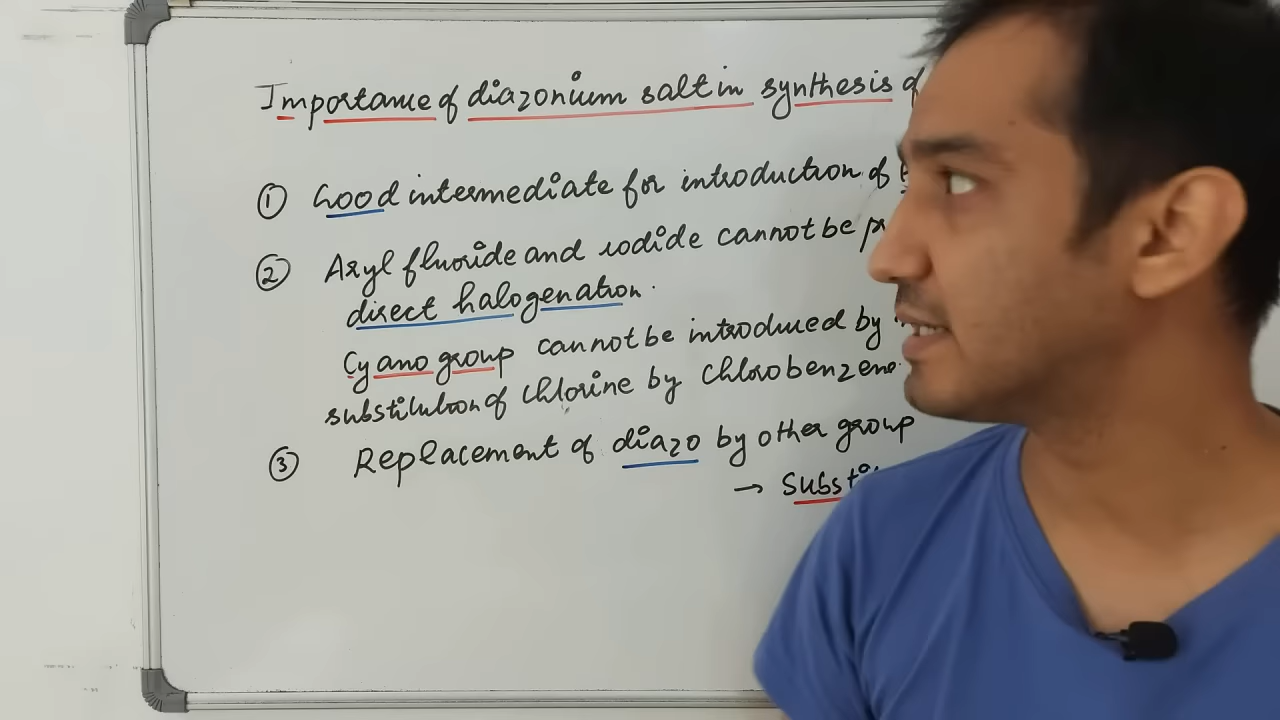 Importance of diazonium salt in synthesis of
① Good intermediate for introduction of
② Aryl fluoride and iodide cannot be
direct halogenation.
Cyano group cannot be introduced by
substitution of chlorine by chlorobenzene.
③ Replacement of diazo by other group
→